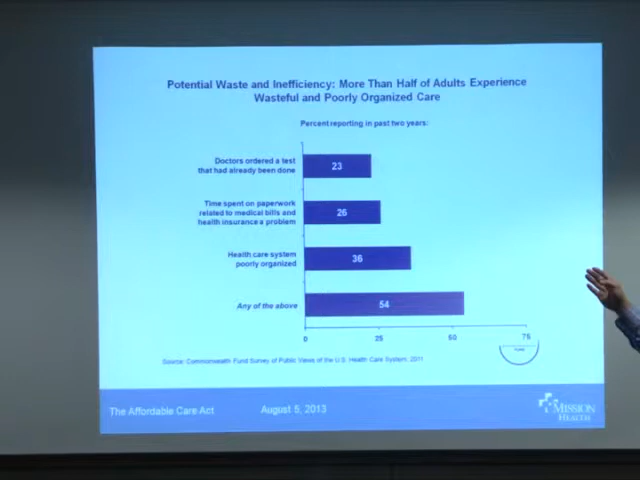 Potential Waste and Inefficiency: More Than Half of Adults Experience
Wasteful and Poorly Organized Care
Percent reporting in past two years:
Doctors ordered a test
that had already been done
23
Time spent on paperwork
related to medical bills and
health insurance a problem
26
Health care system
poorly organized
36
Any of the above
54
0 25 50 75
FUND
Source: Commonwealth Fund Survey of Public Views of the U.S. Health Care System, 2011
The Affordable Care Act August 5, 2013
MISSION
HEALTH